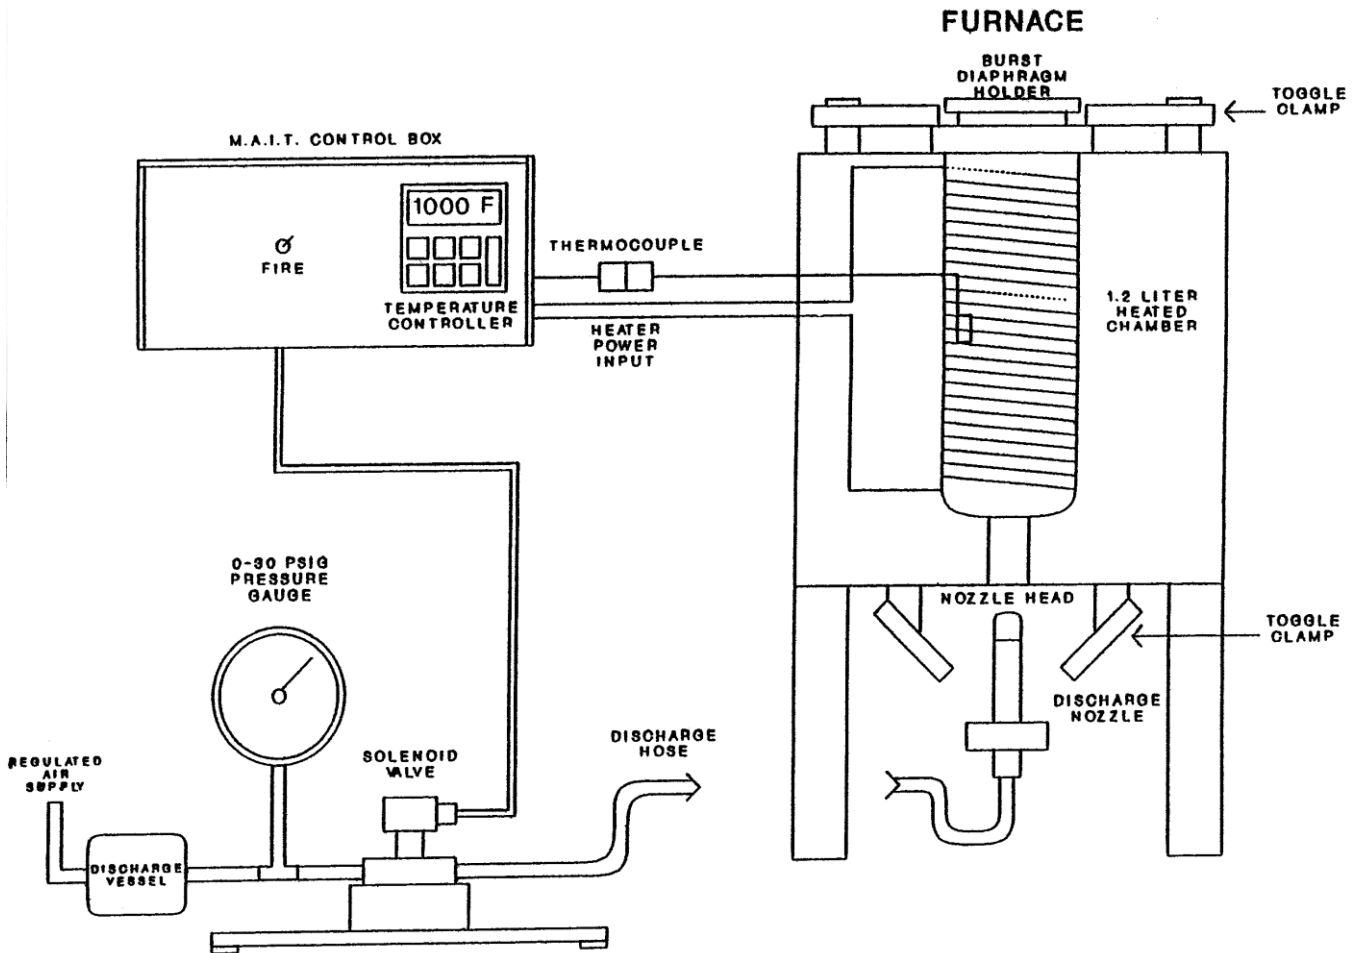 FURNACE
BURST
DIAPHRAGM
HOLDER
TOGGLE
CLAMP
M.A.I.T. CONTROL BOX
1000 F
FIRE
TEMPERATURE
CONTROLLER
THERMOCOUPLE
HEATER
POWER
INPUT
1.2 LITER
HEATED
CHAMBER
0-30 PSIG
PRESSURE
GAUGE
NOZZLE HEAD
TOGGLE
CLAMP
DISCHARGE
NOZZLE
REGULATED
AIR
SUPPLY
SOLENOID
VALVE
DISCHARGE
HOSE
DISCHARGE
VESSEL